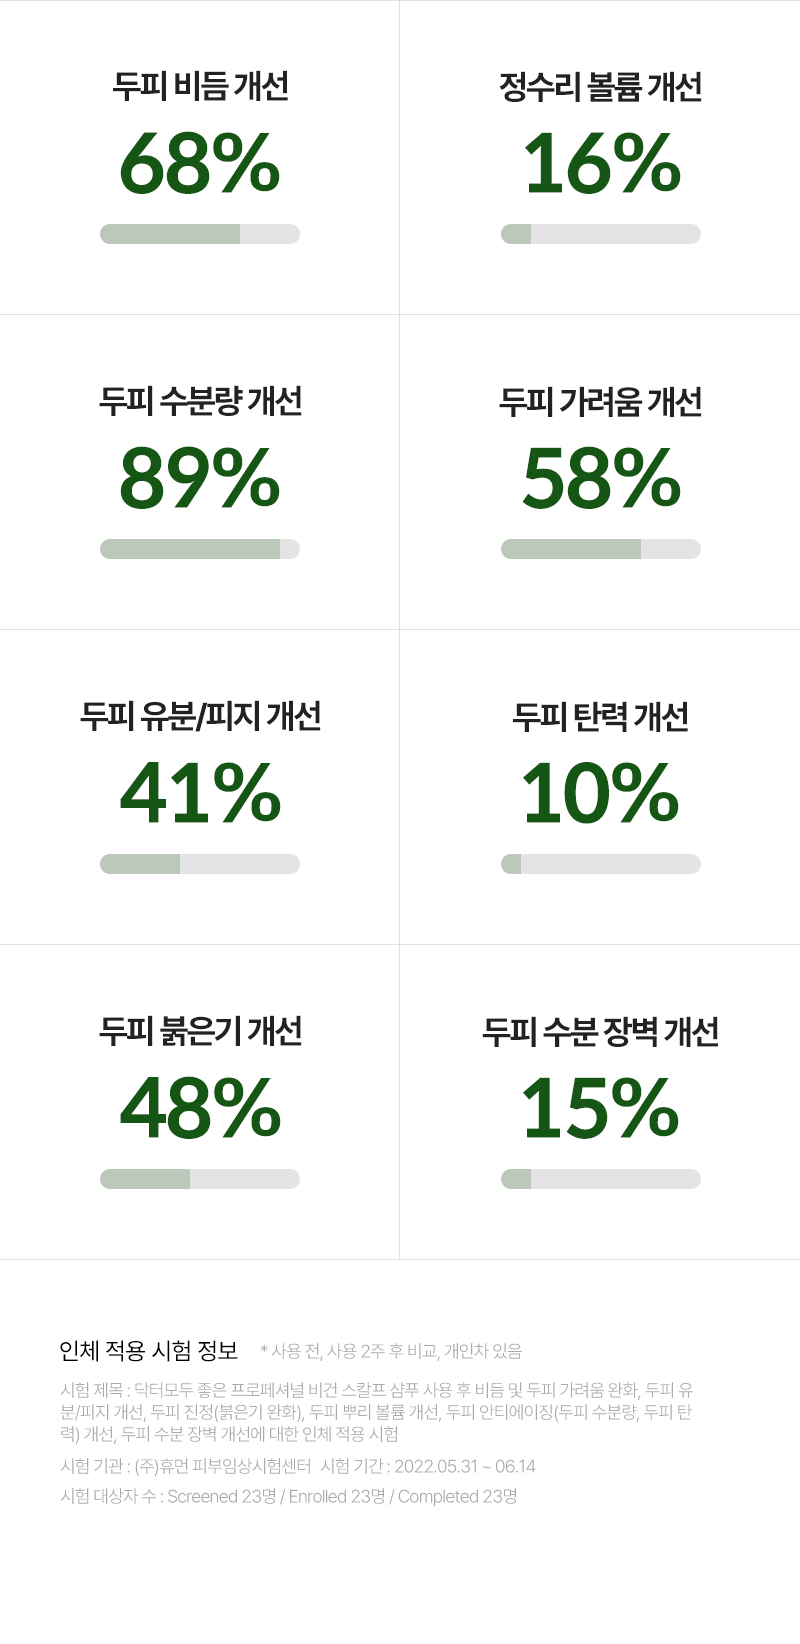 두피 비듬 개선
68%
정수리 볼륨 개선
16%
두피 수분량 개선
89%
두피 가려움 개선
58%
두피 유분/피지 개선
41%
두피 탄력 개선
10%
두피 붉은기 개선
48%
두피 수분 장벽 개선
15%
인체 적용 시험 정보 * 사용 전, 사용 2주 후 비교, 개인차 있음
시험 제목 : 닥터모두 좋은 프로페셔널 비건 스칼프 샴푸 사용 후 비듬 및 두피 가려움 완화, 두피 유
분/피지 개선, 두피 진정(붉은기 완화), 두피 뿌리 볼륨 개선, 두피 안티에이징(두피 수분량, 두피 탄
력) 개선, 두피 수분 장벽 개선에 대한 인체 적용 시험
시험 기관 : (주)휴먼 피부임상시험센터 시험 기간 : 2022.05.31 ~ 06.14
시험 대상자 수 : Screened 23명 / Enrolled 23명 / Completed 23명